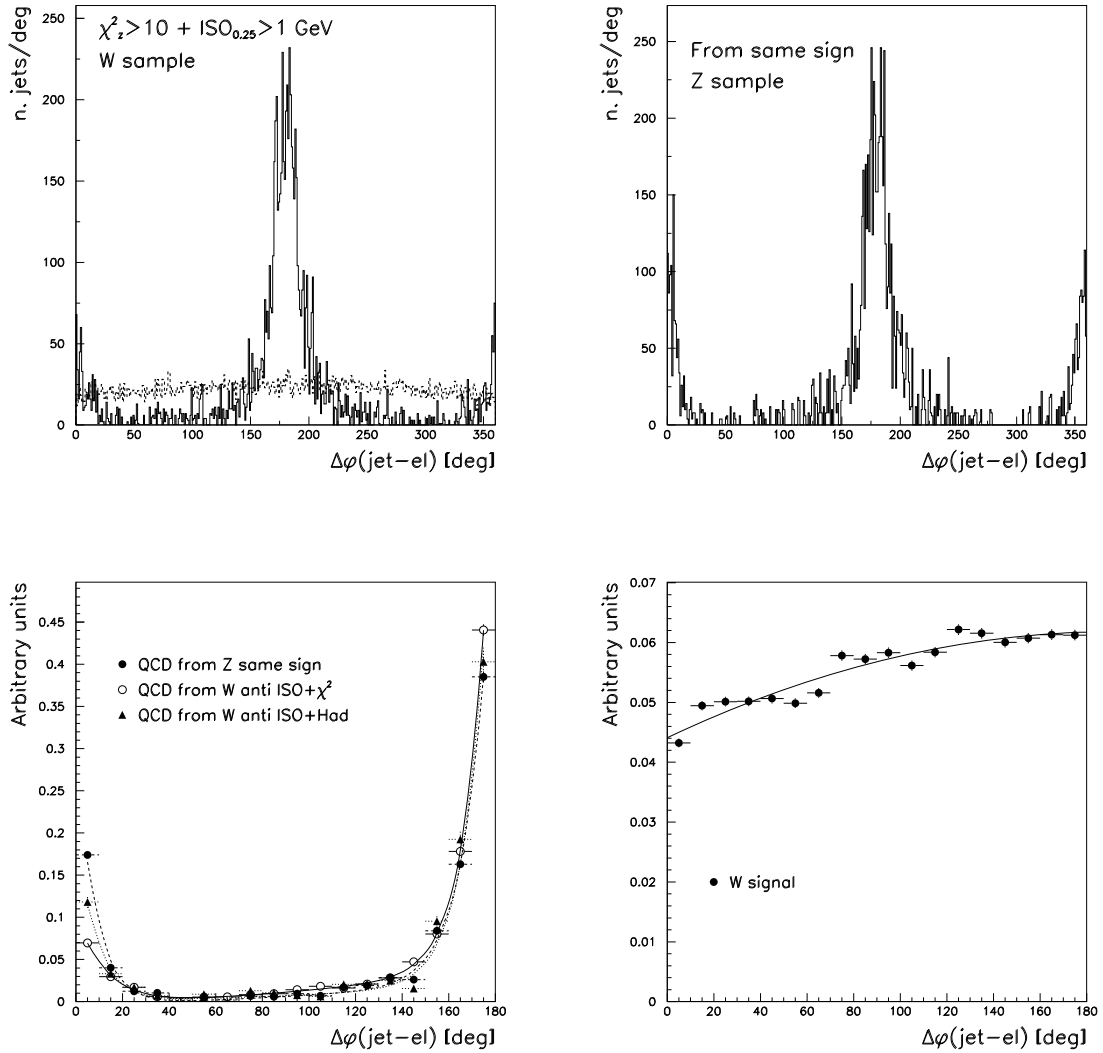 n. jets/deg
χ²_z>10 + ISO_0.25>1 GeV
W sample
250
200
150
100
50
0
0 50 100 150 200 250 300 350
Δφ(jet−el) [deg]
n. jets/deg
From same sign
Z sample
250
200
150
100
50
0
0 50 100 150 200 250 300 350
Δφ(jet−el) [deg]
Arbitrary units
0.45
0.4
0.35
0.3
0.25
0.2
0.15
0.1
0.05
0
QCD from Z same sign
QCD from W anti ISO+χ²
QCD from W anti ISO+Had
0 20 40 60 80 100 120 140 160 180
Δφ(jet−el) [deg]
Arbitrary units
0.07
0.06
0.05
0.04
0.03
0.02
0.01
0
W signal
0 20 40 60 80 100 120 140 160 180
Δφ(jet−el) [deg]